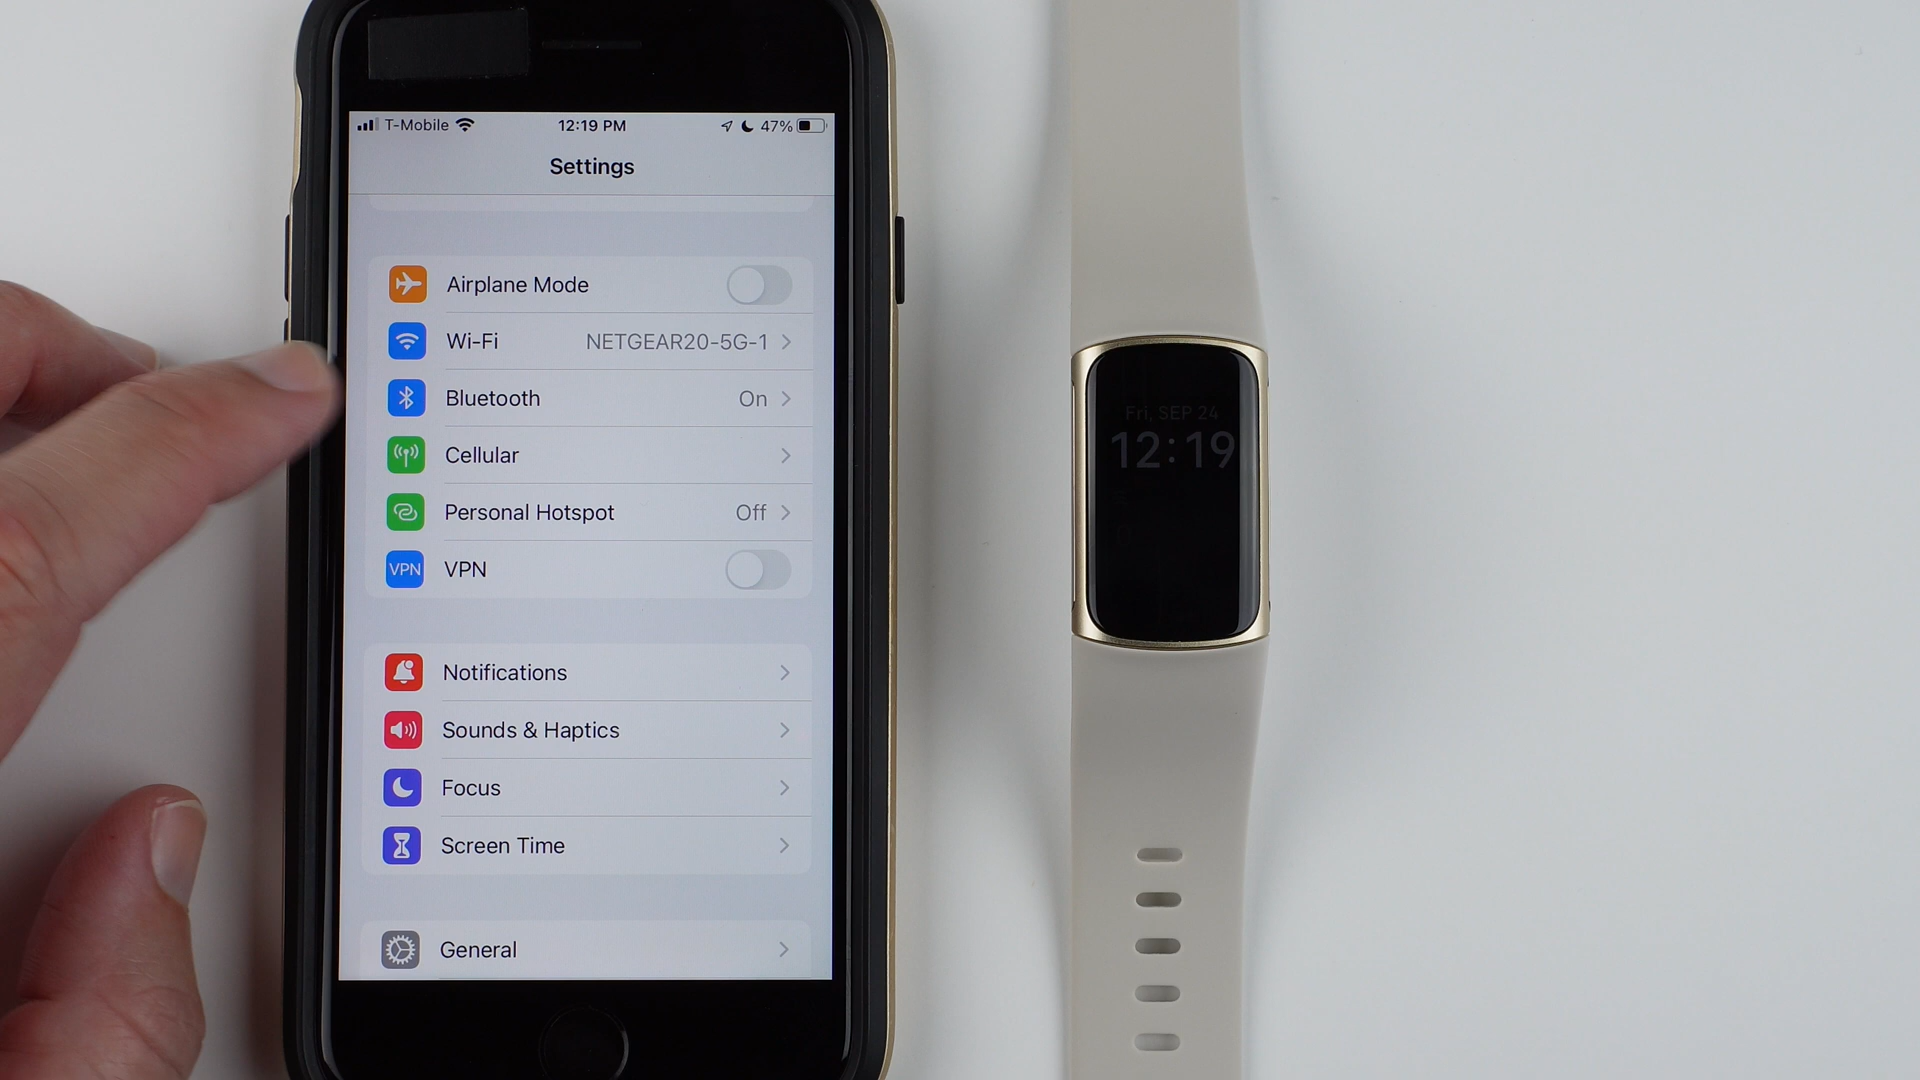 T-Mobile 12:19 PM 47%
Settings
Airplane Mode
Wi-Fi NETGEAR20-5G-1
Bluetooth On
Cellular
Personal Hotspot Off
VPN VPN
Notifications
Sounds & Haptics
Focus
Screen Time
General
Fri, SEP 24
12:19